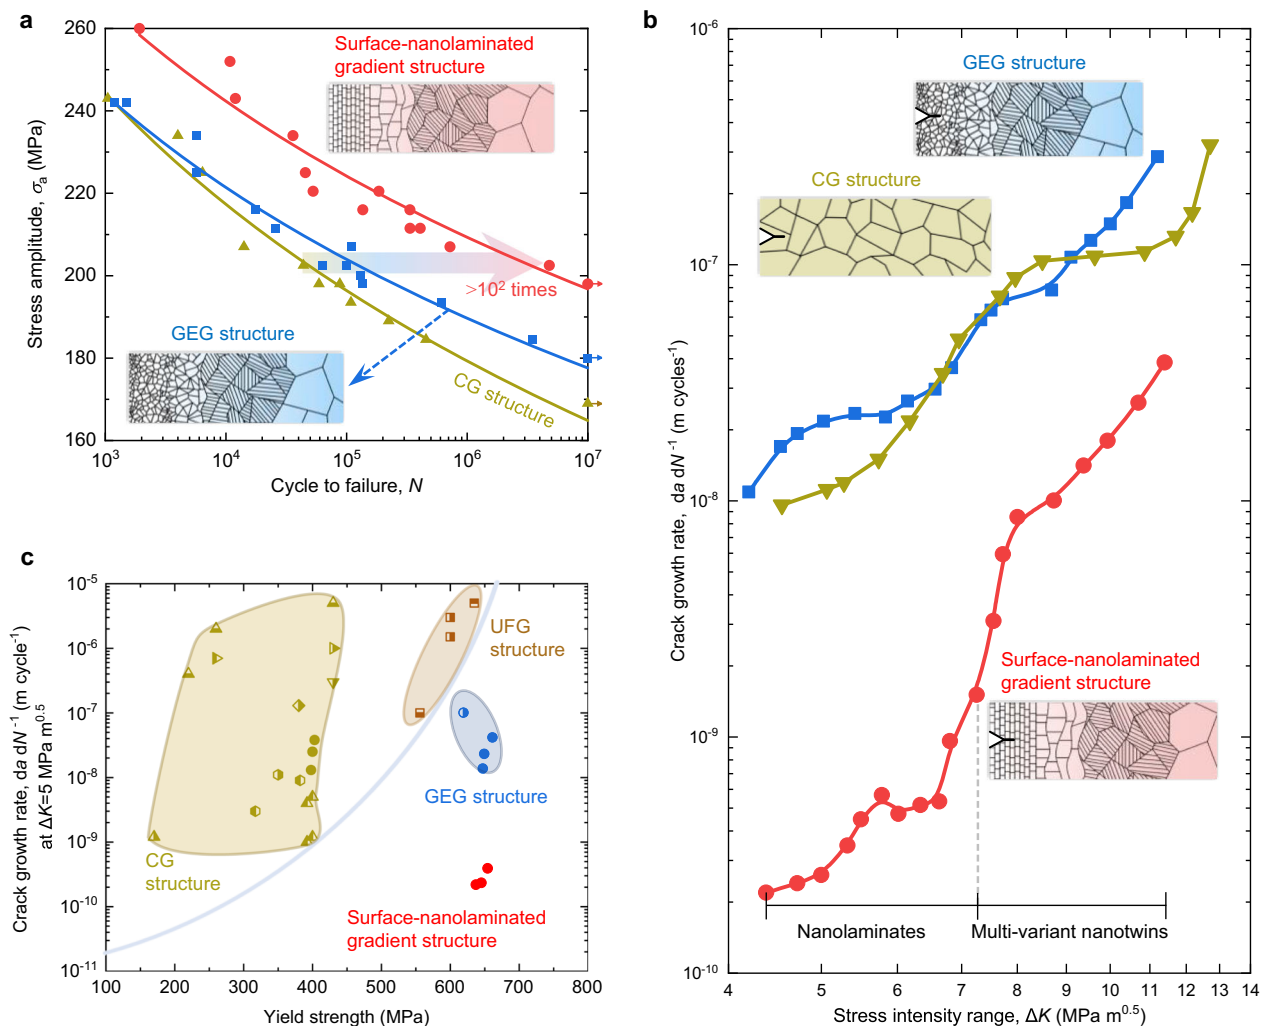 a
260
240
220
200
180
160
Stress amplitude, σa (MPa)
10³
10⁴
10⁵
10⁶
10⁷
Cycle to failure, N
Surface-nanolaminated
gradient structure
>10² times
GEG structure
CG structure
b
10⁻⁶
10⁻⁷
10⁻⁸
10⁻⁹
10⁻¹⁰
Crack growth rate, da dN⁻¹ (m cycles⁻¹)
GEG structure
CG structure
Surface-nanolaminated
gradient structure
Nanolaminates
Multi-variant nanotwins
4
5
6
7
8
9
10
11
12
13
14
Stress intensity range, ΔK (MPa m⁰·⁵)
c
10⁻⁵
10⁻⁶
10⁻⁷
10⁻⁸
10⁻⁹
10⁻¹⁰
10⁻¹¹
Crack growth rate, da dN⁻¹ (m cycle⁻¹)
at ΔK=5 MPa m⁰·⁵
UFG
structure
GEG structure
CG
structure
Surface-nanolaminated
gradient structure
100
200
300
400
500
600
700
800
Yield strength (MPa)